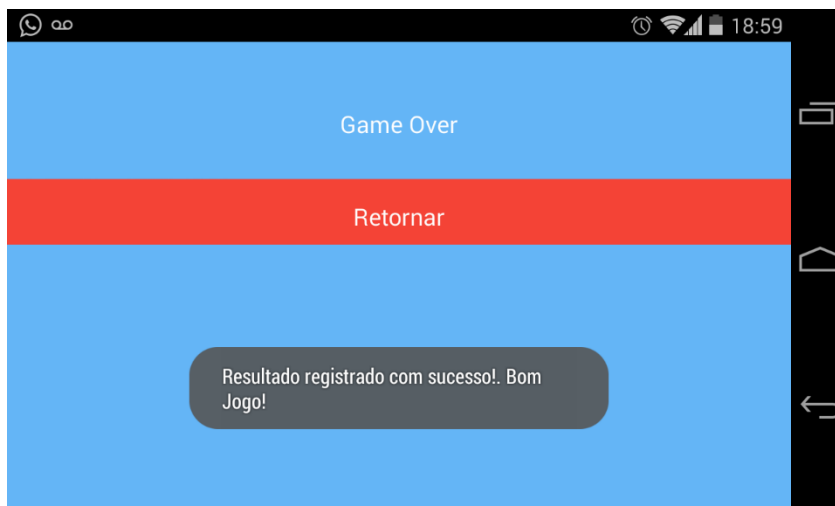 18:59
Game Over
Retornar
Resultado registrado com sucesso!. Bom
Jogo!